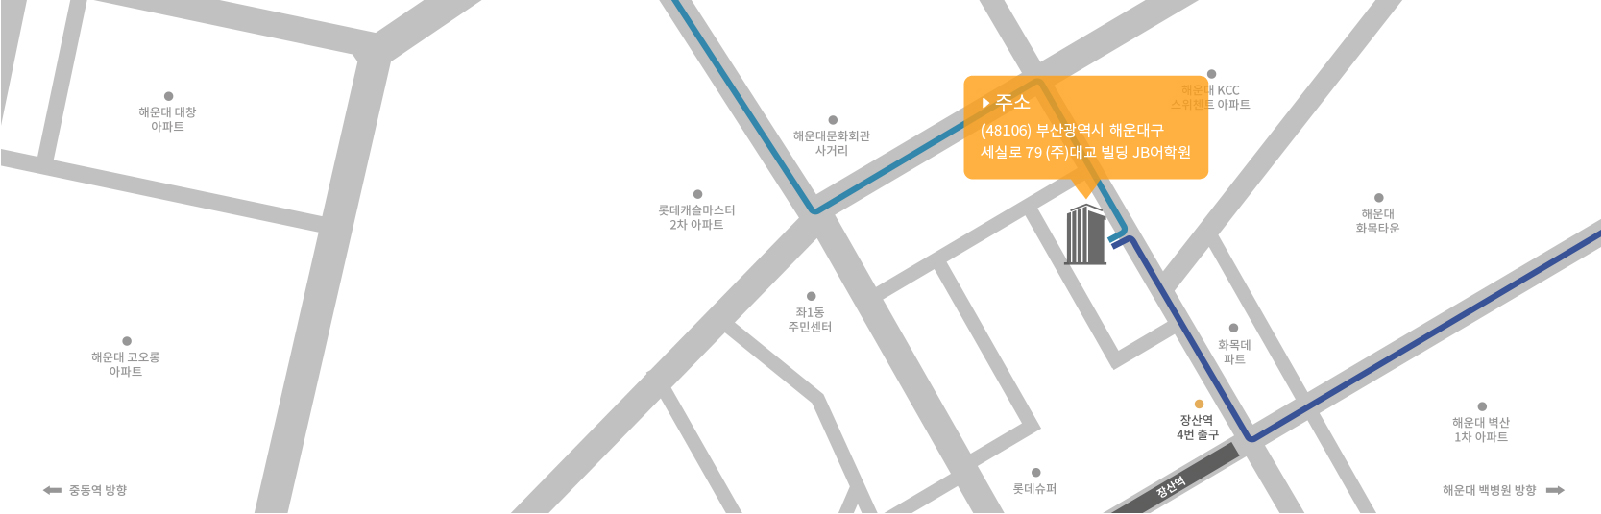 해운대 대창
아파트
해운대문화회관
사거리
주소
(48106) 부산광역시 해운대구
세실로 79 (주)대교 빌딩 JB어학원
해운대 KCC
스위첸트 아파트
롯데캐슬마스터
2차 아파트
해운대
화목타운
좌1동
주민센터
해운대 고오롱
아파트
화목데
파트
장산역
4번 출구
해운대 벽산
1차 아파트
중동역 방향
롯데슈퍼
장산역
해운대 백병원 방향